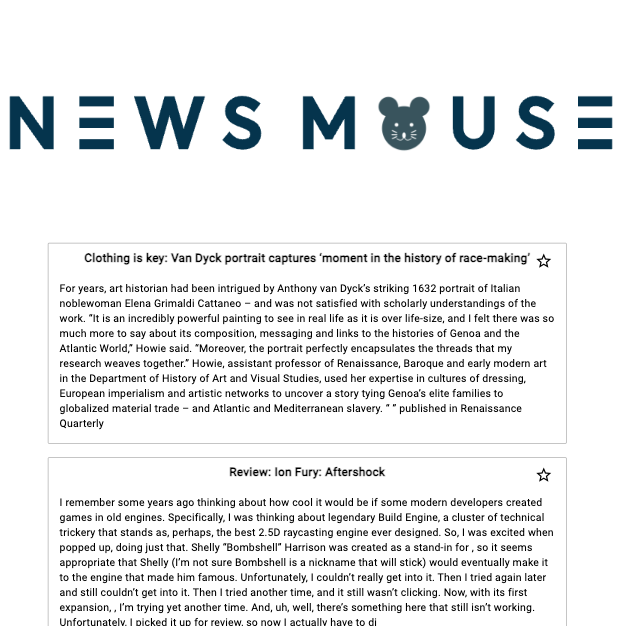 NEWS MOUSE
Clothing is key: Van Dyck portrait captures ‘moment in the history of race-making’
For years, art historian had been intrigued by Anthony van Dyck’s striking 1632 portrait of Italian
noblewoman Elena Grimaldi Cattaneo – and was not satisfied with scholarly understandings of the
work. “It is an incredibly powerful painting to see in real life as it is over life-size, and I felt there was so
much more to say about its composition, messaging and links to the histories of Genoa and the
Atlantic World,” Howie said. “Moreover, the portrait perfectly encapsulates the threads that my
research weaves together.” Howie, assistant professor of Renaissance, Baroque and early modern art
in the Department of History of Art and Visual Studies, used her expertise in cultures of dressing,
European imperialism and artistic networks to uncover a story tying Genoa’s elite families to
globalized material trade – and Atlantic and Mediterranean slavery. “ ” published in Renaissance
Quarterly
Review: Ion Fury: Aftershock
I remember some years ago thinking about how cool it would be if some modern developers created
games in old engines. Specifically, I was thinking about legendary Build Engine, a cluster of technical
trickery that stands as, perhaps, the best 2.5D raycasting engine ever designed. So, I was excited when
popped up, doing just that. Shelly “Bombshell” Harrison was created as a stand-in for , so it seems
appropriate that Shelly (I’m not sure Bombshell is a nickname that will stick) would eventually make it
to the engine that made him famous. Unfortunately, I couldn’t really get into it. Then I tried again later
and still couldn’t get into it. Then I tried another time, and it still wasn’t clicking. Now, with its first
expansion, , I’m trying yet another time. And, uh, well, there’s something here that still isn’t working.
Unfortunately, I picked it up for review, so now I actually have to di